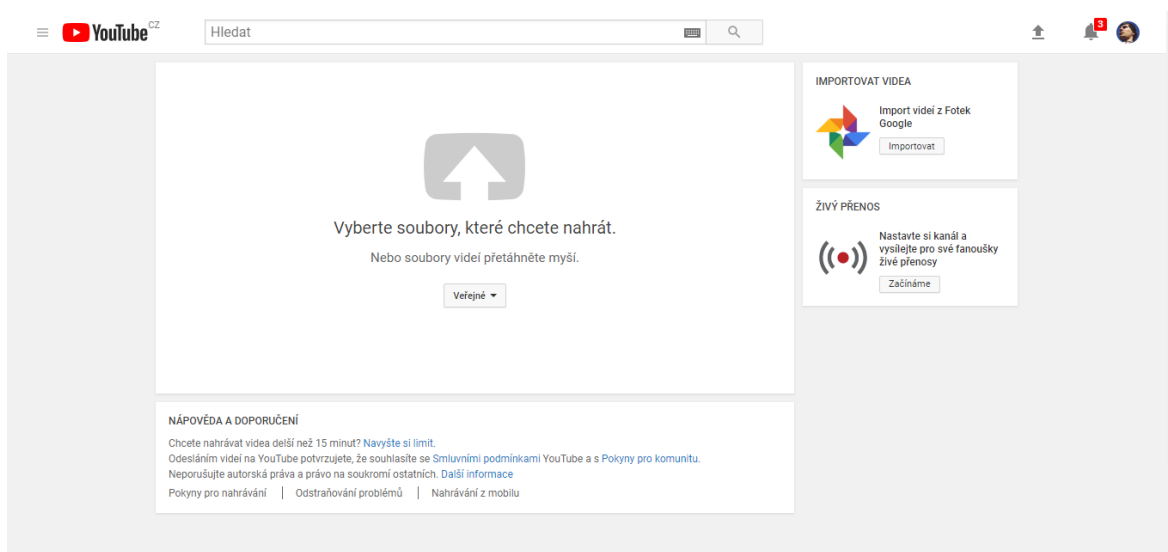 YouTube CZ
Hledat
3
Vyberte soubory, které chcete nahrát.
Nebo soubory videí přetáhněte myší.
Veřejné
IMPORTOVAT VIDEA
Import videí z Fotek
Google
Importovat
ŽIVÝ PŘENOS
Nastavte si kanál a
vysílejte pro své fanoušky
živé přenosy
Začínáme
NÁPOVĚDA A DOPORUČENÍ
Chcete nahrávat videa delší než 15 minut? Navyšte si limit.
Odesláním videí na YouTube potvrzujete, že souhlasíte se Smluvními podmínkami YouTube a s Pokyny pro komunitu.
Neporušujte autorská práva a právo na soukromí ostatních. Další informace
Pokyny pro nahrávání | Odstraňování problémů | Nahrávání z mobilu